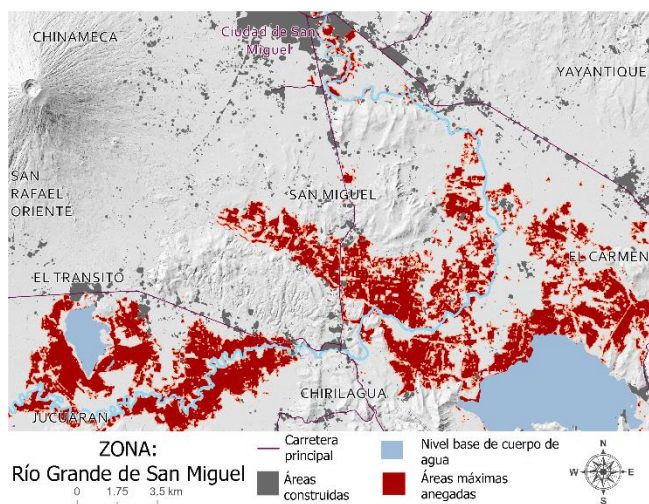 Ciudad de San
Miguel
CHINAMECA
YAYANTIQUE
SAN
RAFAEL
ORIENTE
SAN MIGUEL
EL CARMEN
EL TRANSITO
CHIRILAGUA
JUCUARAN
ZONA:
Río Grande de San Miguel
0 1.75 3.5 km
Carretera
principal
Áreas
construidas
Nivel base de cuerpo de
agua
Áreas máximas
anegadas
N
W E
S